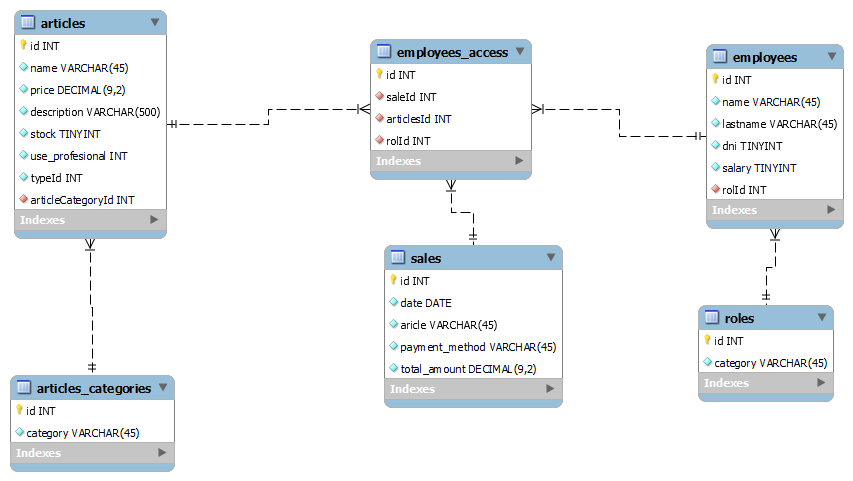 articles
id INT
name VARCHAR(45)
price DECIMAL(9,2)
description VARCHAR(500)
stock TINYINT
use_profesional INT
typeId INT
articleCategoryId INT
Indexes
employees_access
id INT
saleId INT
articlesId INT
rolId INT
Indexes
employees
id INT
name VARCHAR(45)
lastname VARCHAR(45)
dni TINYINT
salary TINYINT
rolId INT
Indexes
sales
id INT
date DATE
aricle VARCHAR(45)
payment_method VARCHAR(45)
total_amount DECIMAL(9,2)
Indexes
roles
id INT
category VARCHAR(45)
Indexes
articles_categories
id INT
category VARCHAR(45)
Indexes